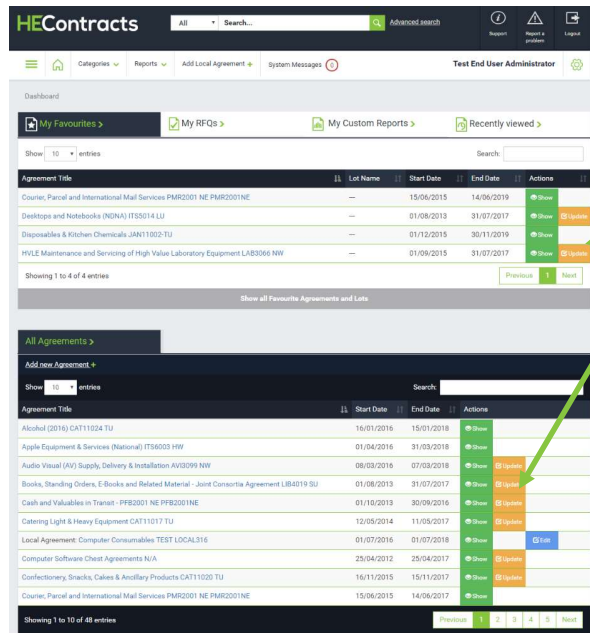 HEContracts
All Search... Advanced search
Support Report a problem Logout
Categories Reports Add Local Agreement + System Messages 0 Test End User Administrator
Dashboard
My Favourites > My RFQs > My Custom Reports > Recently viewed >
Show 10 entries Search:
Agreement Title Lot Name Start Date End Date Actions
Courier, Parcel and International Mail Services PMR2001 NE PMR2001NE — 15/06/2015 14/06/2019 Show
Desktops and Notebooks (NDNA) ITS5014 LU — 01/08/2013 31/07/2017 Show Update
Disposables & Kitchen Chemicals JAN11002-TU — 01/12/2015 30/11/2019 Show
HVLE Maintenance and Servicing of High Value Laboratory Equipment LAB3066 NW — 01/09/2015 31/07/2017 Show Update
Showing 1 to 4 of 4 entries Previous 1 Next
Show all Favourite Agreements and Lots
All Agreements >
Add new Agreement +
Show 10 entries Search:
Agreement Title Start Date End Date Actions
Alcohol (2016) CAT11024 TU 16/01/2016 15/01/2018 Show
Apple Equipment & Services (National) ITS6003 HW 01/04/2016 31/03/2018 Show
Audio Visual (AV) Supply, Delivery & Installation AVI3099 NW 08/03/2016 07/03/2018 Show Update
Books, Standing Orders, E-Books and Related Material - Joint Consortia Agreement LIB4019 SU 01/08/2013 31/07/2017 Show Update
Cash and Valuables in Transit - PFB2001 NE PFB2001NE 01/10/2013 30/09/2016 Show Update
Catering Light & Heavy Equipment CAT11017 TU 12/05/2014 11/05/2017 Show
Local Agreement: Computer Consumables TEST LOCAL316 01/07/2016 01/07/2018 Show Edit
Computer Software Chest Agreements N/A 25/04/2012 25/04/2017 Show Update
Confectionery, Snacks, Cakes & Ancillary Products CAT11020 TU 16/11/2015 15/11/2017 Show Update
Courier, Parcel and International Mail Services PMR2001 NE PMR2001NE 15/06/2015 14/06/2017 Show
Showing 1 to 10 of 48 entries Previous 1 2 3 4 5 Next